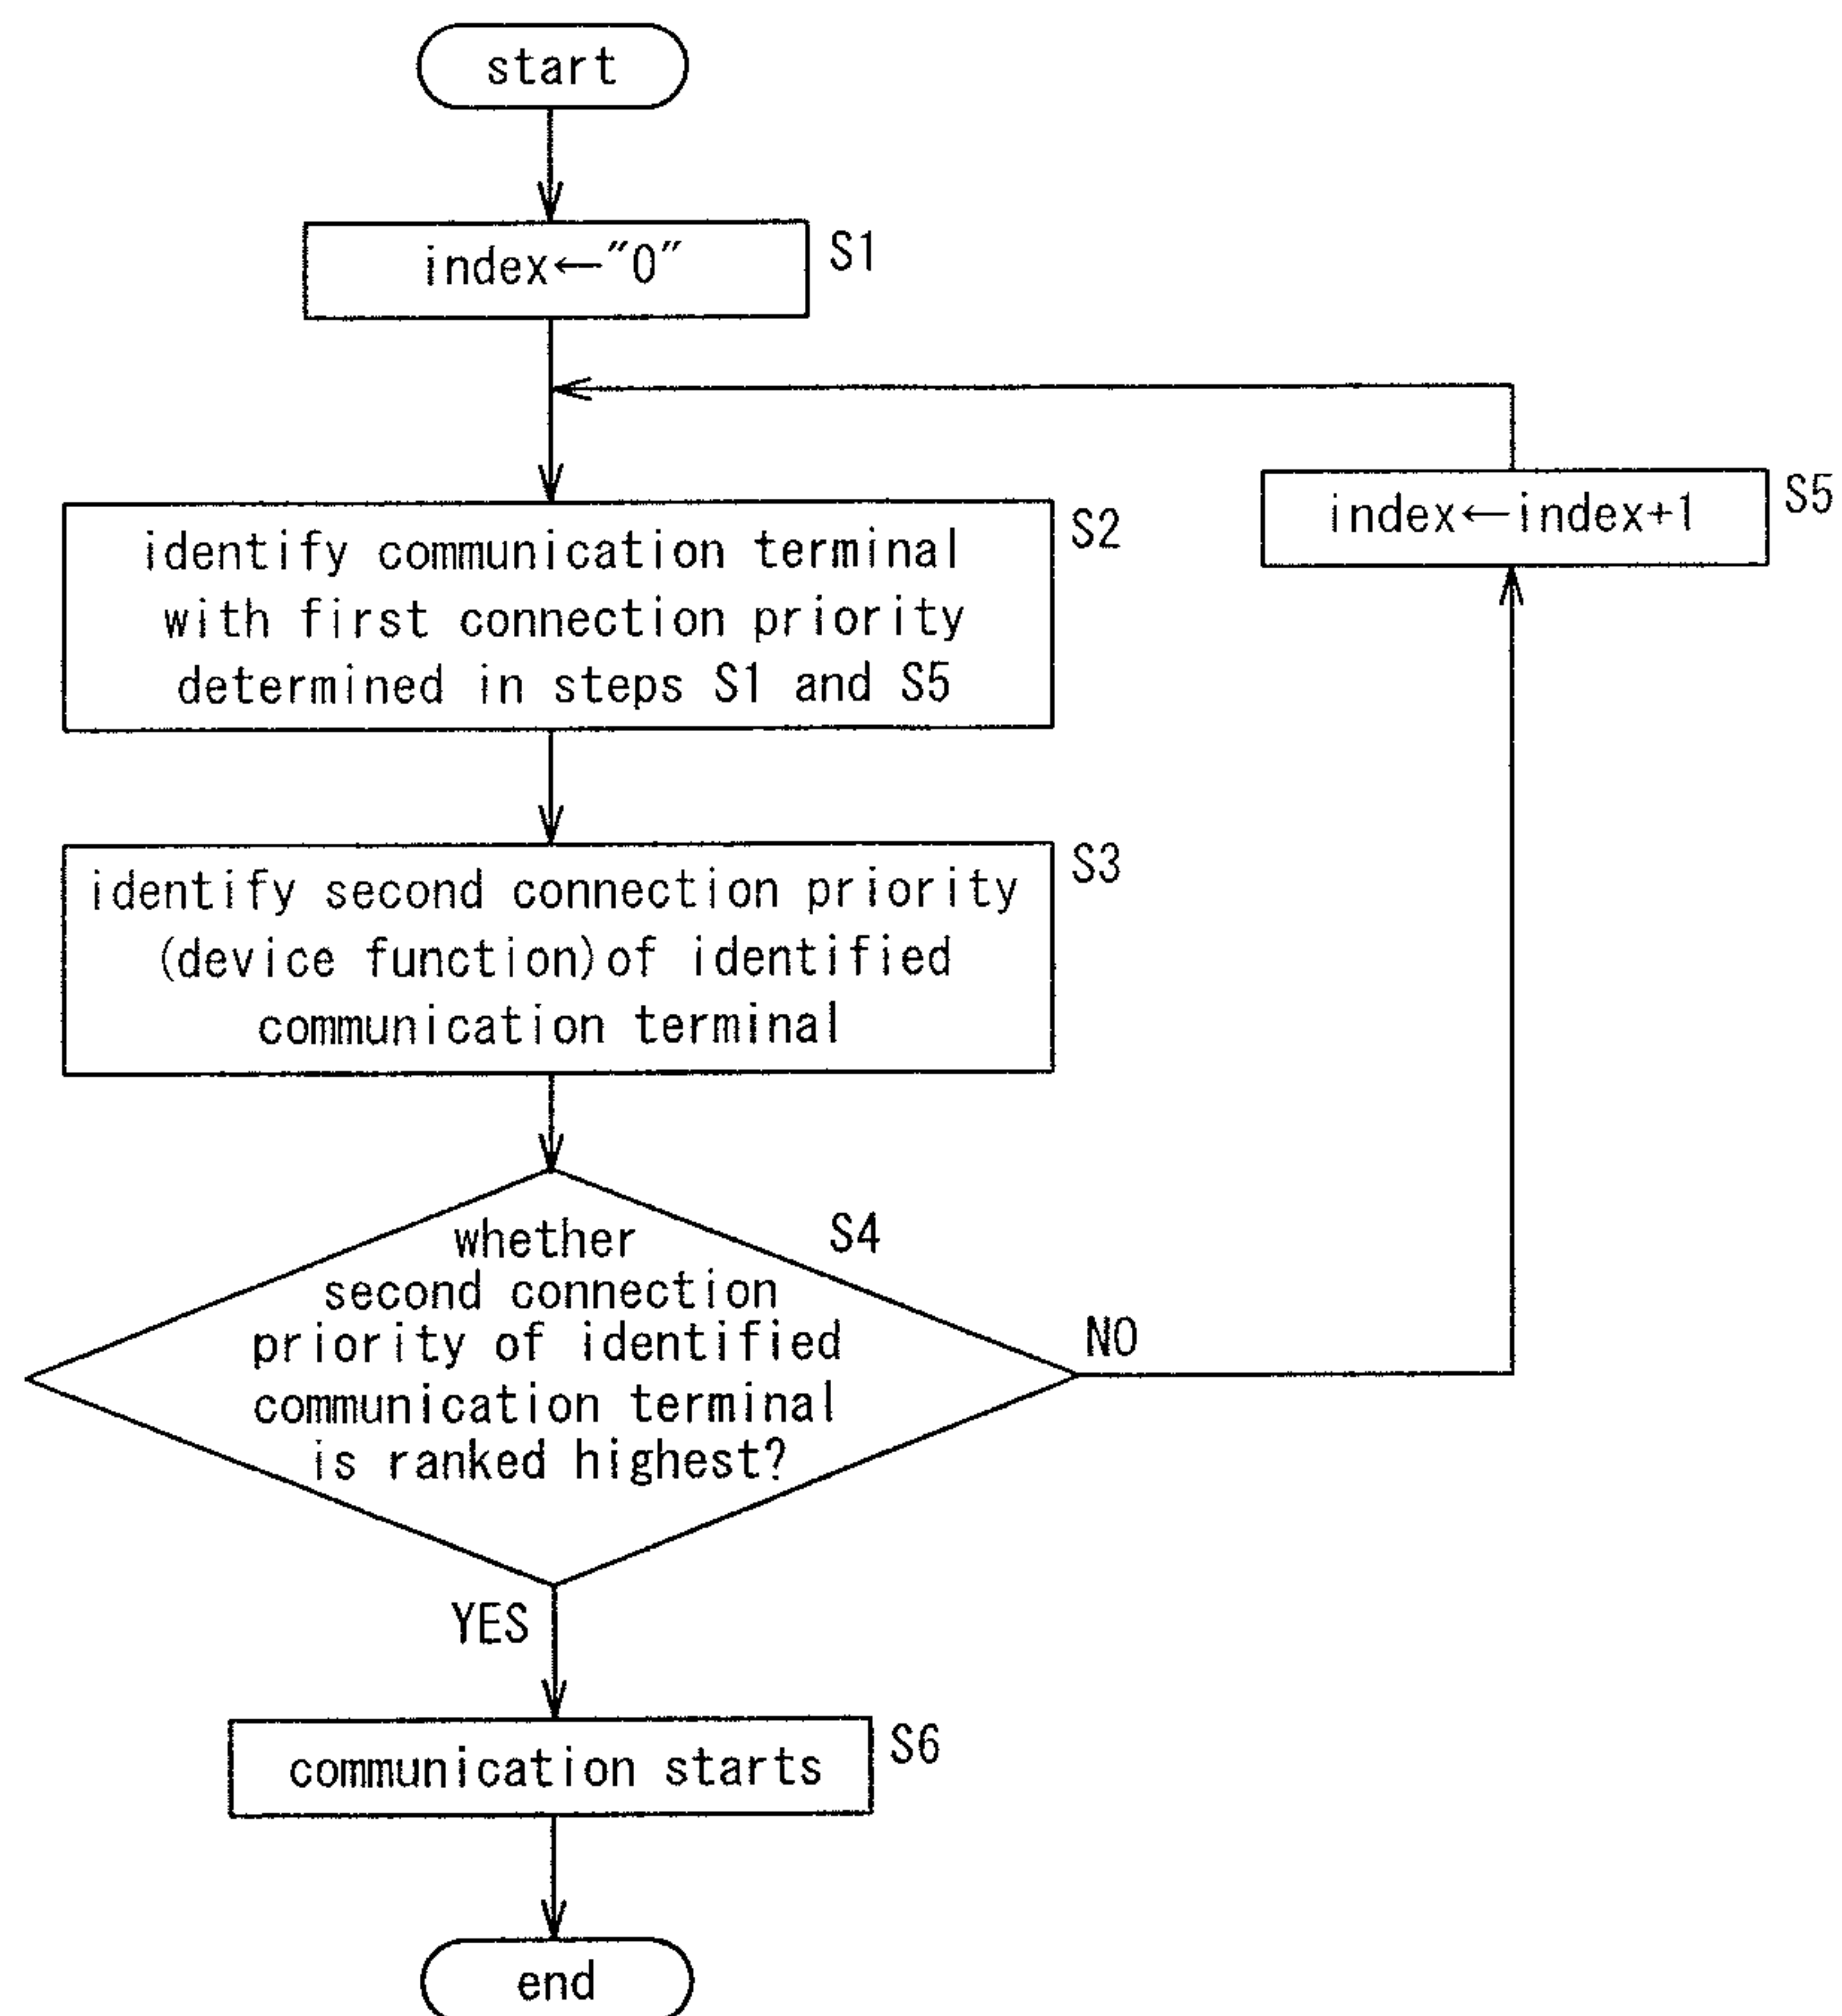 start
index←"0"
S1
index←index+1
S5
identify communication terminal
with first connection priority
determined in steps S1 and S5
S2
identify second connection priority
(device function)of identified
communication terminal
S3
whether
second connection
priority of identified
communication terminal
is ranked highest?
S4
NO
YES
communication starts
S6
end